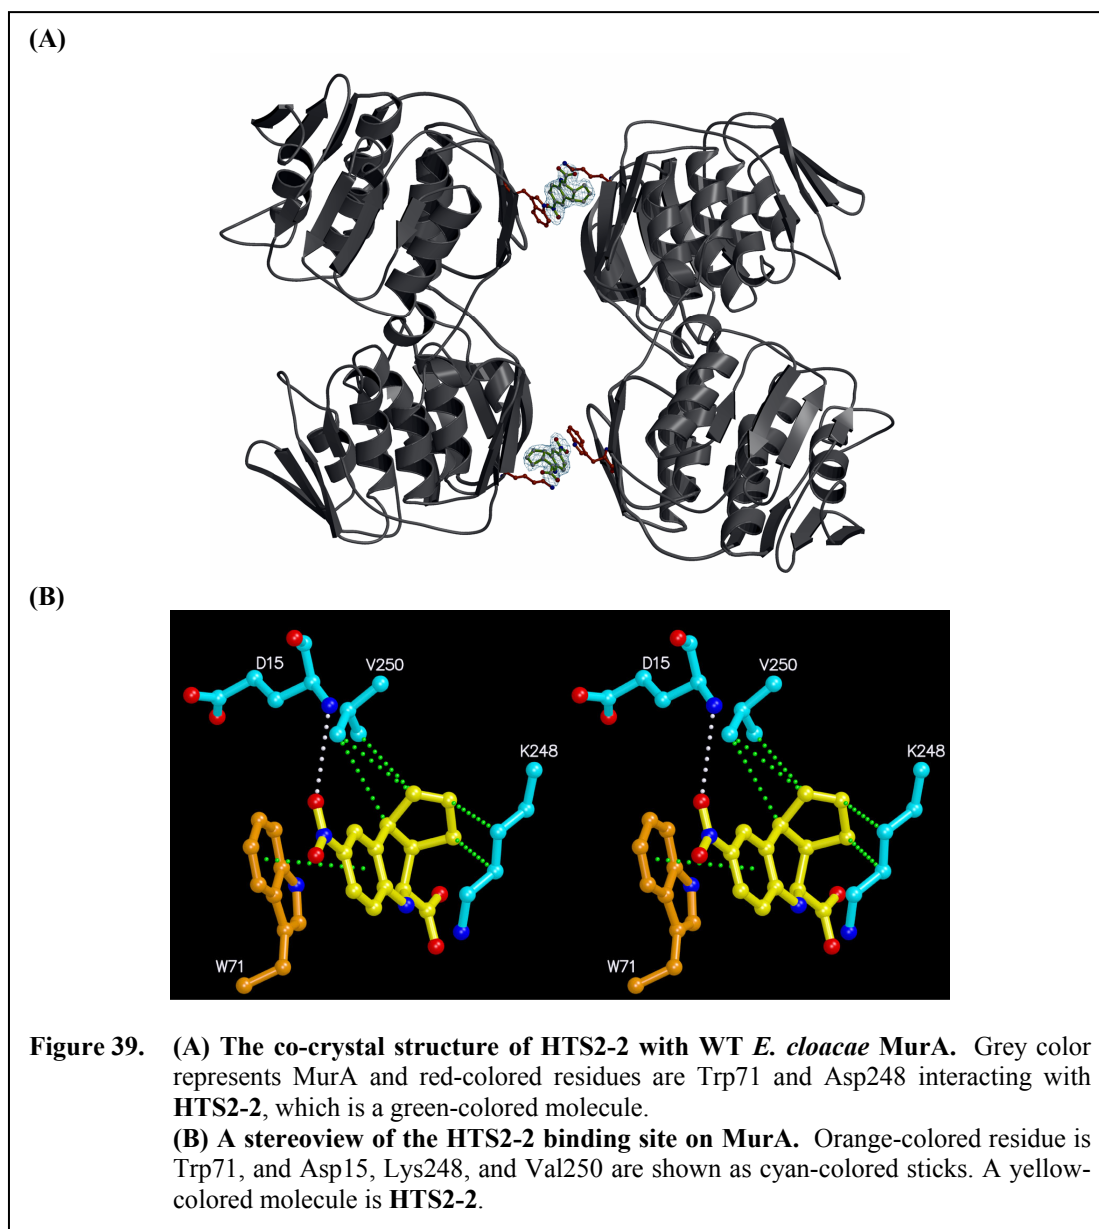 (A)
(B)
D15
V250
K248
W71
D15
V250
K248
W71
Figure 39. (A) The co-crystal structure of HTS2-2 with WT E. cloacae MurA. Grey color
represents MurA and red-colored residues are Trp71 and Asp248 interacting with
HTS2-2, which is a green-colored molecule.
(B) A stereoview of the HTS2-2 binding site on MurA. Orange-colored residue is
Trp71, and Asp15, Lys248, and Val250 are shown as cyan-colored sticks. A yellow-
colored molecule is HTS2-2.